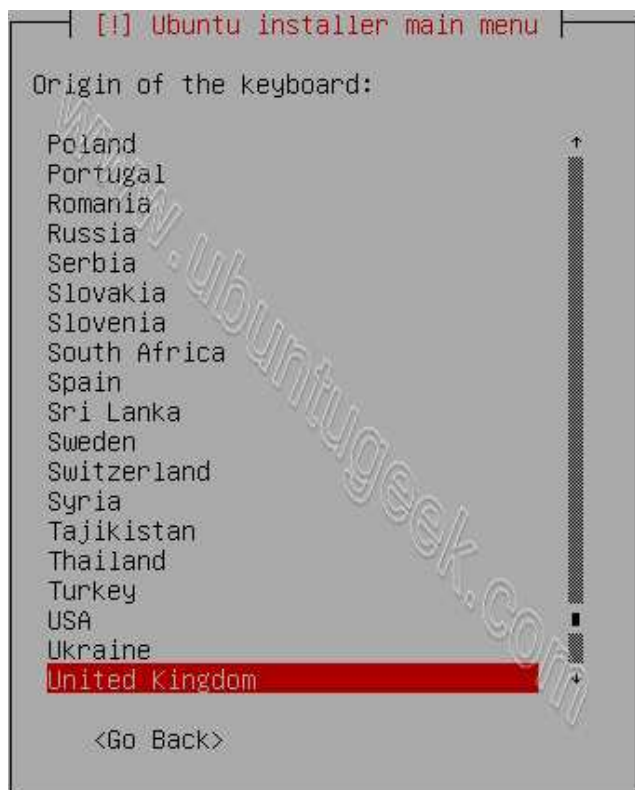 [!] Ubuntu installer main menu
Origin of the keyboard:
Poland
Portugal
Romania
Russia
Serbia
Slovakia
Slovenia
South Africa
Spain
Sri Lanka
Sweden
Switzerland
Syria
Tajikistan
Thailand
Turkey
USA
Ukraine
United Kingdom
<Go Back>
www.ubuntugeek.com